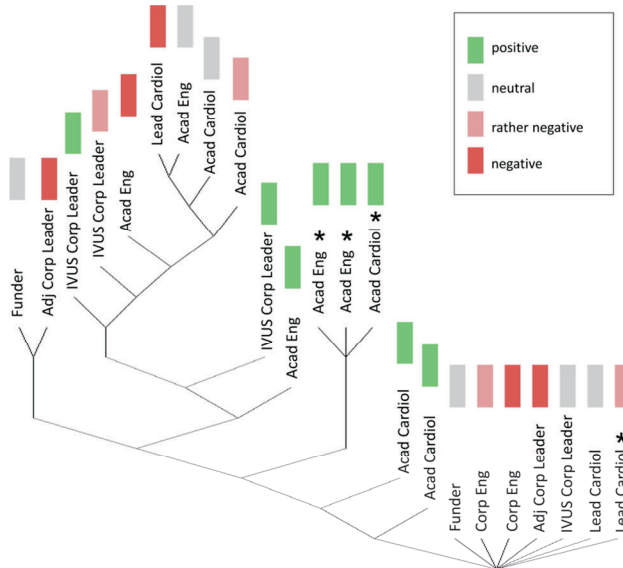 positive
neutral
rather negative
negative
Funder
Adj Corp Leader
IVUS Corp Leader
IVUS Corp Leader
Acad Eng
Lead Cardiol
Acad Eng
Acad Cardiol
Acad Cardiol
IVUS Corp Leader
Acad Eng
Acad Eng *
Acad Eng *
Acad Cardiol *
Acad Cardiol
Acad Cardiol
Funder
Corp Eng
Corp Eng
Adj Corp Leader
IVUS Corp Leader
Lead Cardiol
Lead Cardiol *